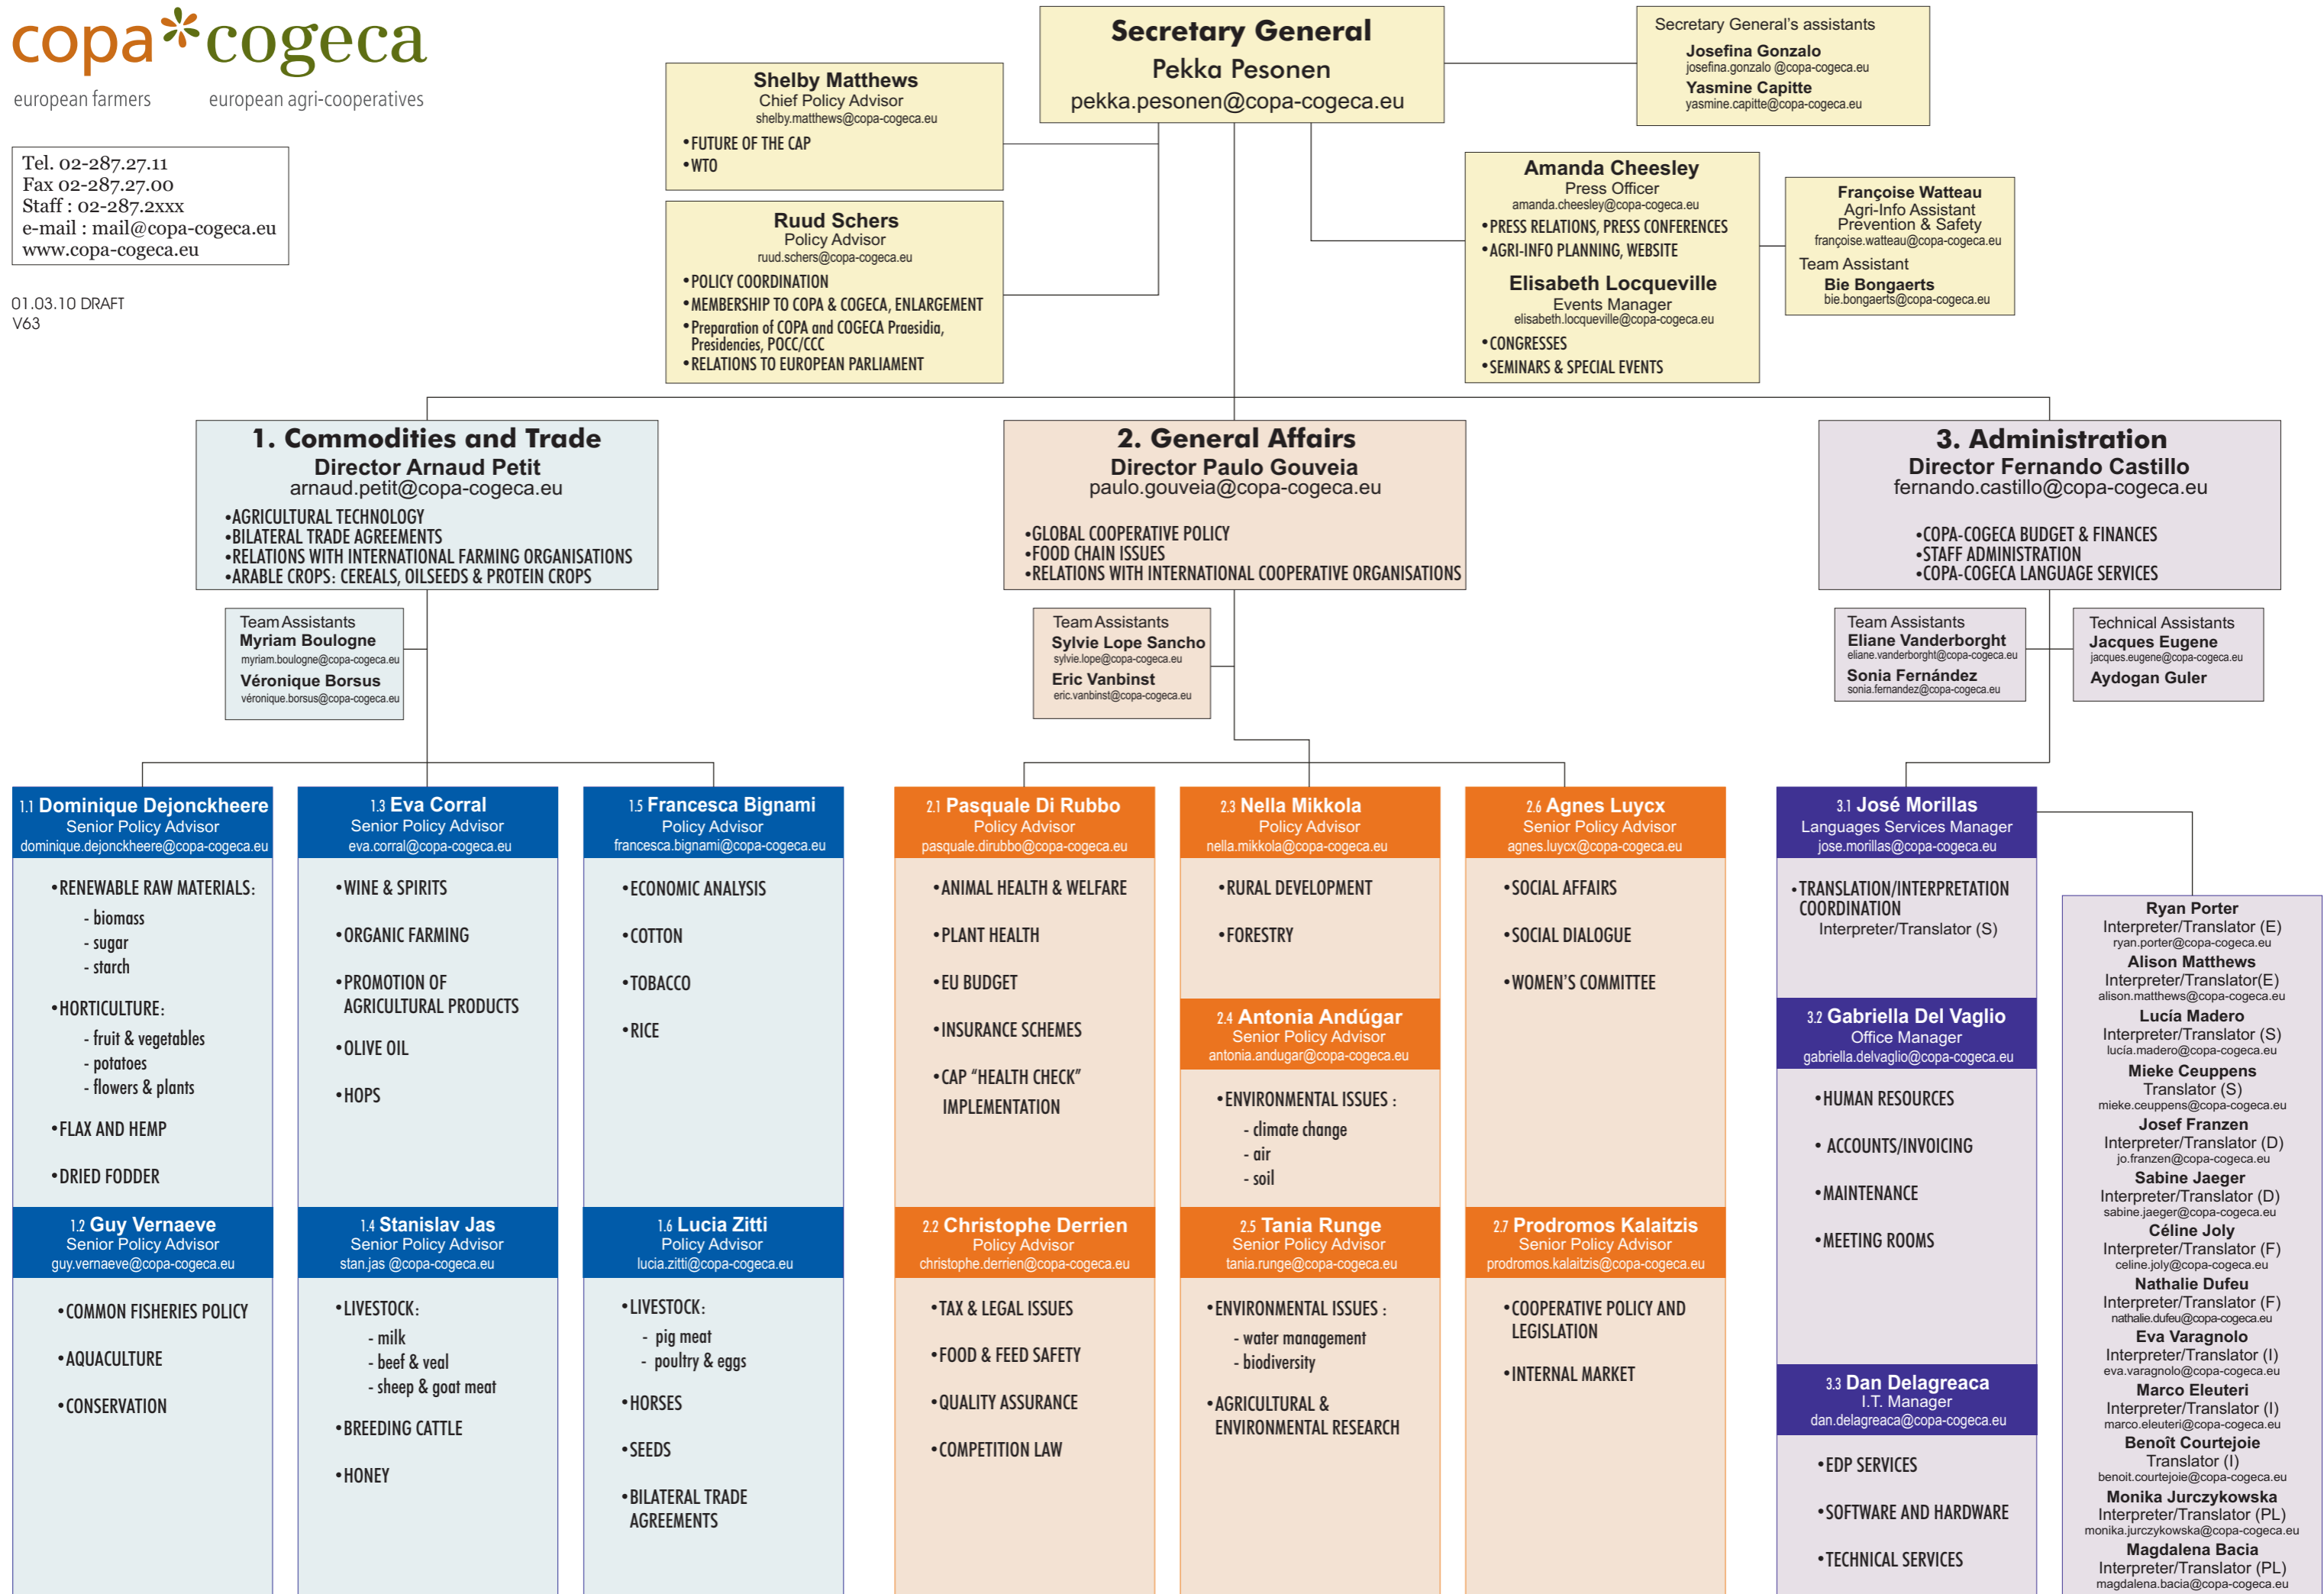 copa*cogeca
european farmers european agri-cooperatives
Tel. 02-287.27.11
Fax 02-287.27.00
Staff : 02-287.2xxx
e-mail : mail@copa-cogeca.eu
www.copa-cogeca.eu
01.03.10 DRAFT
V63
Secretary General
Pekka Pesonen
pekka.pesonen@copa-cogeca.eu
Secretary General's assistants
Josefina Gonzalo
josefina.gonzalo @copa-cogeca.eu
Yasmine Capitte
yasmine.capitte@copa-cogeca.eu
Shelby Matthews
Chief Policy Advisor
shelby.matthews@copa-cogeca.eu
•FUTURE OF THE CAP
•WTO
Ruud Schers
Policy Advisor
ruud.schers@copa-cogeca.eu
•POLICY COORDINATION
•MEMBERSHIP TO COPA & COGECA, ENLARGEMENT
•Preparation of COPA and COGECA Praesidia,
Presidencies, POCC/CCC
•RELATIONS TO EUROPEAN PARLIAMENT
Amanda Cheesley
Press Officer
amanda.cheesley@copa-cogeca.eu
•PRESS RELATIONS, PRESS CONFERENCES
•AGRI-INFO PLANNING, WEBSITE
Elisabeth Locqueville
Events Manager
elisabeth.locqueville@copa-cogeca.eu
•CONGRESSES
•SEMINARS & SPECIAL EVENTS
Françoise Watteau
Agri-Info Assistant
Prevention & Safety
françoise.watteau@copa-cogeca.eu
Team Assistant
Bie Bongaerts
bie.bongaerts@copa-cogeca.eu
1. Commodities and Trade
Director Arnaud Petit
arnaud.petit@copa-cogeca.eu
•AGRICULTURAL TECHNOLOGY
•BILATERAL TRADE AGREEMENTS
•RELATIONS WITH INTERNATIONAL FARMING ORGANISATIONS
•ARABLE CROPS: CEREALS, OILSEEDS & PROTEIN CROPS
Team Assistants
Myriam Boulogne
myriam.boulogne@copa-cogeca.eu
Véronique Borsus
véronique.borsus@copa-cogeca.eu
2. General Affairs
Director Paulo Gouveia
paulo.gouveia@copa-cogeca.eu
•GLOBAL COOPERATIVE POLICY
•FOOD CHAIN ISSUES
•RELATIONS WITH INTERNATIONAL COOPERATIVE ORGANISATIONS
Team Assistants
Sylvie Lope Sancho
sylvie.lope@copa-cogeca.eu
Eric Vanbinst
eric.vanbinst@copa-cogeca.eu
3. Administration
Director Fernando Castillo
fernando.castillo@copa-cogeca.eu
•COPA-COGECA BUDGET & FINANCES
•STAFF ADMINISTRATION
•COPA-COGECA LANGUAGE SERVICES
Team Assistants
Eliane Vanderborght
eliane.vanderborght@copa-cogeca.eu
Sonia Fernández
sonia.fernandez@copa-cogeca.eu
Technical Assistants
Jacques Eugene
jacques.eugene@copa-cogeca.eu
Aydogan Guler
1.1 Dominique Dejonckheere
Senior Policy Advisor
dominique.dejonckheere@copa-cogeca.eu
•RENEWABLE RAW MATERIALS:
- biomass
- sugar
- starch
•HORTICULTURE:
- fruit & vegetables
- potatoes
- flowers & plants
•FLAX AND HEMP
•DRIED FODDER
1.2 Guy Vernaeve
Senior Policy Advisor
guy.vernaeve@copa-cogeca.eu
•COMMON FISHERIES POLICY
•AQUACULTURE
•CONSERVATION
1.3 Eva Corral
Senior Policy Advisor
eva.corral@copa-cogeca.eu
•WINE & SPIRITS
•ORGANIC FARMING
•PROMOTION OF
AGRICULTURAL PRODUCTS
•OLIVE OIL
•HOPS
1.4 Stanislav Jas
Senior Policy Advisor
stan.jas @copa-cogeca.eu
•LIVESTOCK:
- milk
- beef & veal
- sheep & goat meat
•BREEDING CATTLE
•HONEY
1.5 Francesca Bignami
Policy Advisor
francesca.bignami@copa-cogeca.eu
•ECONOMIC ANALYSIS
•COTTON
•TOBACCO
•RICE
1.6 Lucia Zitti
Policy Advisor
lucia.zitti@copa-cogeca.eu
•LIVESTOCK:
- pig meat
- poultry & eggs
•HORSES
•SEEDS
•BILATERAL TRADE
AGREEMENTS
2.1 Pasquale Di Rubbo
Policy Advisor
pasquale.dirubbo@copa-cogeca.eu
•ANIMAL HEALTH & WELFARE
•PLANT HEALTH
•EU BUDGET
•INSURANCE SCHEMES
•CAP "HEALTH CHECK"
IMPLEMENTATION
2.2 Christophe Derrien
Policy Advisor
christophe.derrien@copa-cogeca.eu
•TAX & LEGAL ISSUES
•FOOD & FEED SAFETY
•QUALITY ASSURANCE
•COMPETITION LAW
2.3 Nella Mikkola
Policy Advisor
nella.mikkola@copa-cogeca.eu
•RURAL DEVELOPMENT
•FORESTRY
2.4 Antonia Andúgar
Senior Policy Advisor
antonia.andugar@copa-cogeca.eu
•ENVIRONMENTAL ISSUES :
- climate change
- air
- soil
2.5 Tania Runge
Senior Policy Advisor
tania.runge@copa-cogeca.eu
•ENVIRONMENTAL ISSUES :
- water management
- biodiversity
•AGRICULTURAL &
ENVIRONMENTAL RESEARCH
2.6 Agnes Luycx
Senior Policy Advisor
agnes.luycx@copa-cogeca.eu
•SOCIAL AFFAIRS
•SOCIAL DIALOGUE
•WOMEN'S COMMITTEE
2.7 Prodromos Kalaitzis
Senior Policy Advisor
prodromos.kalaitzis@copa-cogeca.eu
•COOPERATIVE POLICY AND
LEGISLATION
•INTERNAL MARKET
3.1 José Morillas
Languages Services Manager
jose.morillas@copa-cogeca.eu
•TRANSLATION/INTERPRETATION
COORDINATION
Interpreter/Translator (S)
3.2 Gabriella Del Vaglio
Office Manager
gabriella.delvaglio@copa-cogeca.eu
•HUMAN RESOURCES
• ACCOUNTS/INVOICING
•MAINTENANCE
•MEETING ROOMS
3.3 Dan Delagreaca
I.T. Manager
dan.delagreaca@copa-cogeca.eu
•EDP SERVICES
•SOFTWARE AND HARDWARE
•TECHNICAL SERVICES
Ryan Porter
Interpreter/Translator (E)
ryan.porter@copa-cogeca.eu
Alison Matthews
Interpreter/Translator(E)
alison.matthews@copa-cogeca.eu
Lucía Madero
Interpreter/Translator (S)
lucía.madero@copa-cogeca.eu
Mieke Ceuppens
Translator (S)
mieke.ceuppens@copa-cogeca.eu
Josef Franzen
Interpreter/Translator (D)
jo.franzen@copa-cogeca.eu
Sabine Jaeger
Interpreter/Translator (D)
sabine.jaeger@copa-cogeca.eu
Céline Joly
Interpreter/Translator (F)
celine.joly@copa-cogeca.eu
Nathalie Dufeu
Interpreter/Translator (F)
nathalie.dufeu@copa-cogeca.eu
Eva Varagnolo
Interpreter/Translator (I)
eva.varagnolo@copa-cogeca.eu
Marco Eleuteri
Interpreter/Translator (I)
marco.eleuteri@copa-cogeca.eu
Benoît Courtejoie
Translator (I)
benoit.courtejoie@copa-cogeca.eu
Monika Jurczykowska
Interpreter/Translator (PL)
monika.jurczykowska@copa-cogeca.eu
Magdalena Bacia
Interpreter/Translator (PL)
magdalena.bacia@copa-cogeca.eu